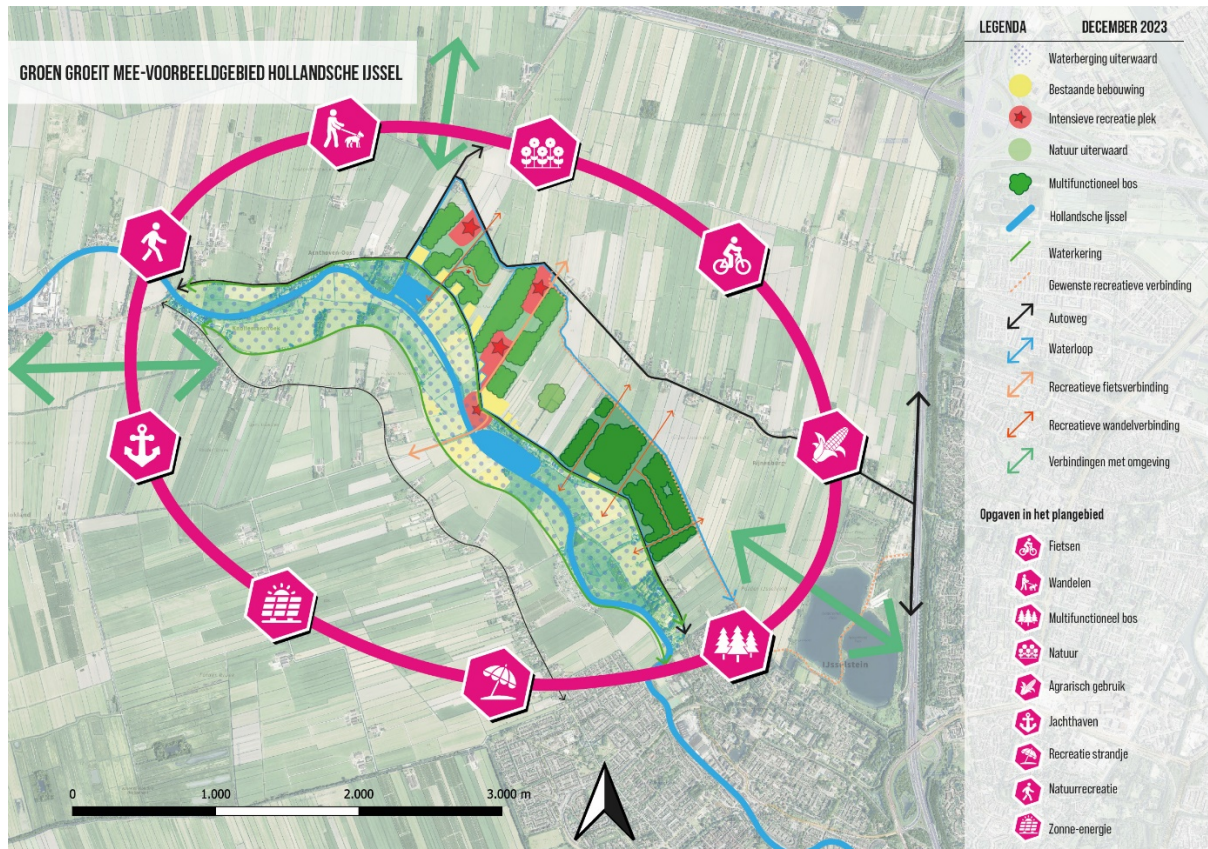 GROEN GROEIT MEE-VOORBEELDGEBIED HOLLANDSCHE IJSSEL
LEGENDA DECEMBER 2023
Waterberging uiterwaard
Bestaande bebouwing
Intensieve recreatie plek
Natuur uiterwaard
Multifunctioneel bos
Hollandsche Ijssel
Waterkering
Gewenste recreatieve verbinding
Autoweg
Waterloop
Recreatieve fietsverbinding
Recreatieve wandelverbinding
Verbindingen met omgeving
Opgaven in het plangebied
Fietsen
Wandelen
Multifunctioneel bos
Natuur
Agrarisch gebruik
Jachthaven
Recreatie strandje
Natuurrecreatie
Zonne-energie
IJsselstein
0 1.000 2.000 3.000 m